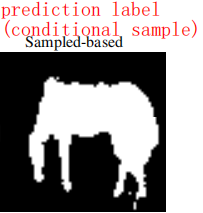 prediction label
(conditional sample)
Sampled-based